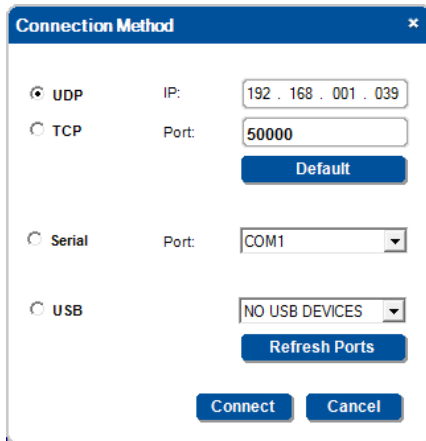 Connection Method ×
UDP IP: 192 . 168 . 001 . 039
TCP Port: 50000
Default
Serial Port: COM1
USB NO USB DEVICES
Refresh Ports
Connect Cancel